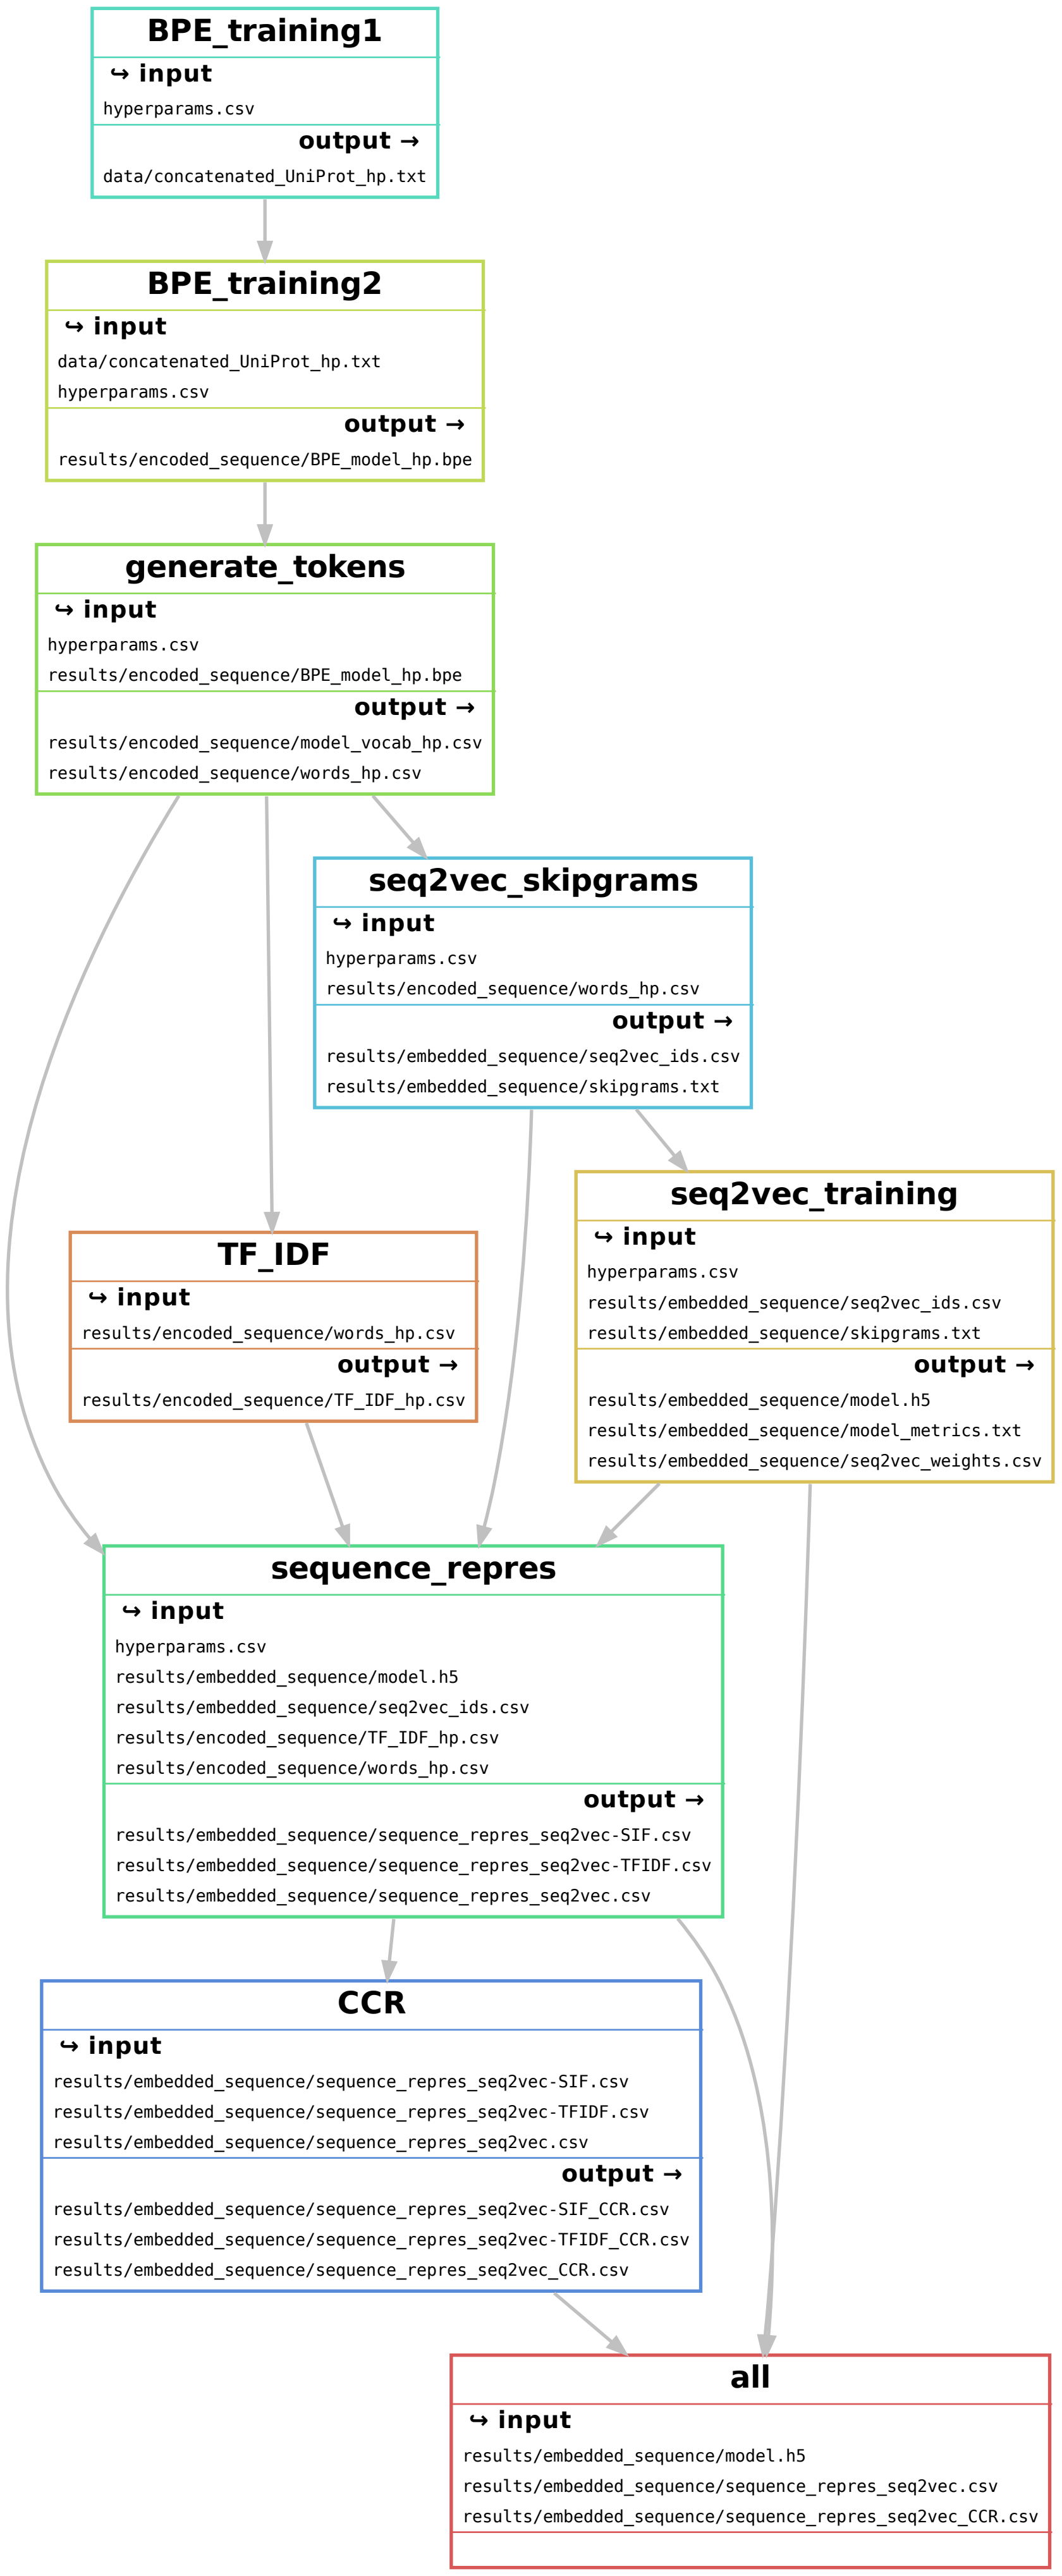 BPE_training1
↪ input
hyperparams.csv
output →
data/concatenated_UniProt_hp.txt
BPE_training2
↪ input
data/concatenated_UniProt_hp.txt
hyperparams.csv
output →
results/encoded_sequence/BPE_model_hp.bpe
generate_tokens
↪ input
hyperparams.csv
results/encoded_sequence/BPE_model_hp.bpe
output →
results/encoded_sequence/model_vocab_hp.csv
results/encoded_sequence/words_hp.csv
seq2vec_skipgrams
↪ input
hyperparams.csv
results/encoded_sequence/words_hp.csv
output →
results/embedded_sequence/seq2vec_ids.csv
results/embedded_sequence/skipgrams.txt
seq2vec_training
↪ input
hyperparams.csv
results/embedded_sequence/seq2vec_ids.csv
results/embedded_sequence/skipgrams.txt
output →
results/embedded_sequence/model.h5
results/embedded_sequence/model_metrics.txt
results/embedded_sequence/seq2vec_weights.csv
TF_IDF
↪ input
results/encoded_sequence/words_hp.csv
output →
results/encoded_sequence/TF_IDF_hp.csv
sequence_repres
↪ input
hyperparams.csv
results/embedded_sequence/model.h5
results/embedded_sequence/seq2vec_ids.csv
results/encoded_sequence/TF_IDF_hp.csv
results/encoded_sequence/words_hp.csv
output →
results/embedded_sequence/sequence_repres_seq2vec-SIF.csv
results/embedded_sequence/sequence_repres_seq2vec-TFIDF.csv
results/embedded_sequence/sequence_repres_seq2vec.csv
CCR
↪ input
results/embedded_sequence/sequence_repres_seq2vec-SIF.csv
results/embedded_sequence/sequence_repres_seq2vec-TFIDF.csv
results/embedded_sequence/sequence_repres_seq2vec.csv
output →
results/embedded_sequence/sequence_repres_seq2vec-SIF_CCR.csv
results/embedded_sequence/sequence_repres_seq2vec-TFIDF_CCR.csv
results/embedded_sequence/sequence_repres_seq2vec_CCR.csv
all
↪ input
results/embedded_sequence/model.h5
results/embedded_sequence/sequence_repres_seq2vec.csv
results/embedded_sequence/sequence_repres_seq2vec_CCR.csv